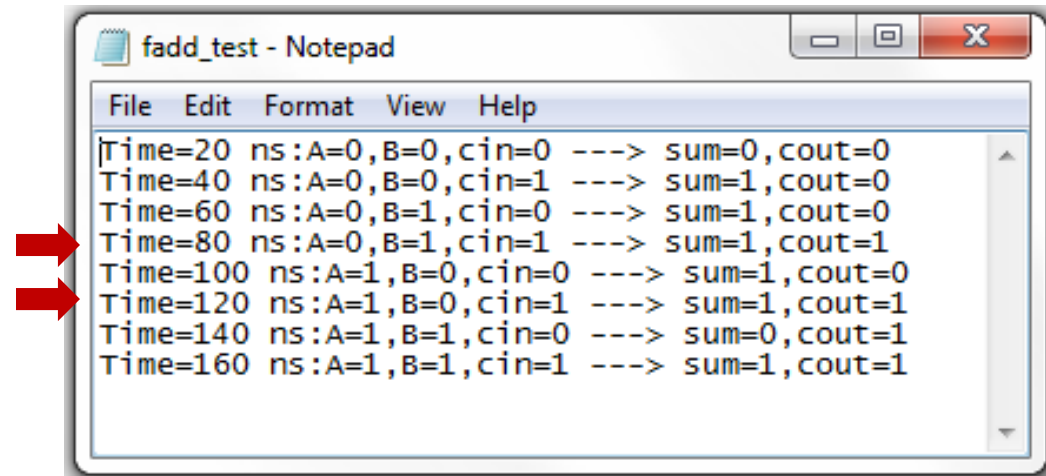 fadd_test - Notepad
File Edit Format View Help
Time=20 ns:A=0,B=0,cin=0 ---> sum=0,cout=0
Time=40 ns:A=0,B=0,cin=1 ---> sum=1,cout=0
Time=60 ns:A=0,B=1,cin=0 ---> sum=1,cout=0
Time=80 ns:A=0,B=1,cin=1 ---> sum=1,cout=1
Time=100 ns:A=1,B=0,cin=0 ---> sum=1,cout=0
Time=120 ns:A=1,B=0,cin=1 ---> sum=1,cout=1
Time=140 ns:A=1,B=1,cin=0 ---> sum=0,cout=1
Time=160 ns:A=1,B=1,cin=1 ---> sum=1,cout=1